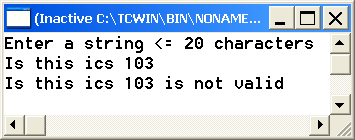 (Inactive C:\TCWIN\BIN\NONAME...
Enter a string <= 20 characters
Is this ics 103
Is this ics 103 is not valid